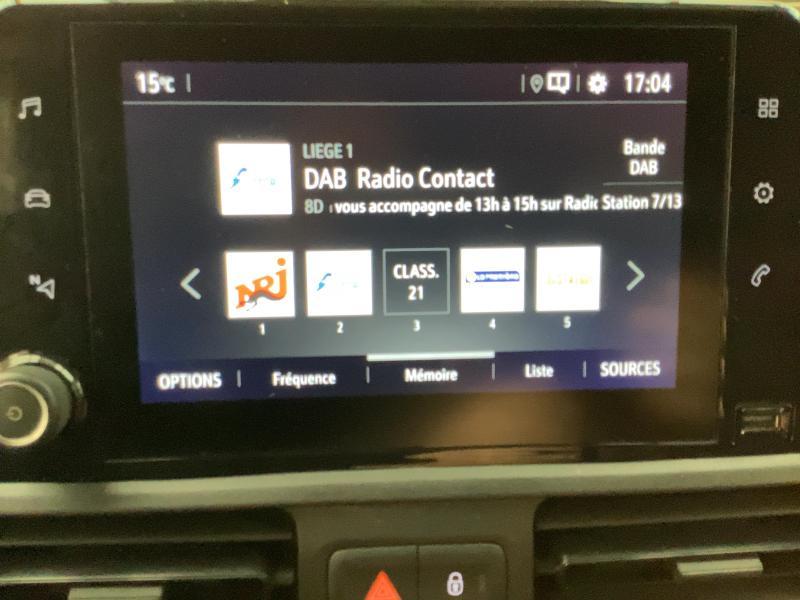 15°C
17:04
LIEGE 1
DAB Radio Contact
8D vous accompagne de 13h à 15h sur Radio
Bande
DAB
Station 7/13
NRJ
CLASS.
21
1
2
3
4
5
OPTIONS
Fréquence
Mémoire
Liste
SOURCES
N